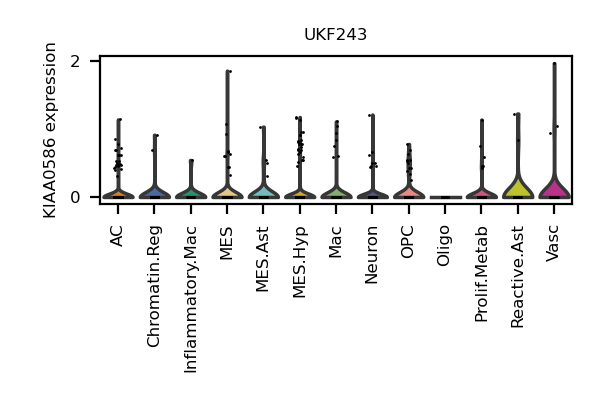 UKF243
KIAA0586 expression
2
0
AC
Chromatin.Reg
Inflammatory.Mac
MES
MES.Ast
MES.Hyp
Mac
Neuron
OPC
Oligo
Prolif.Metab
Reactive.Ast
Vasc